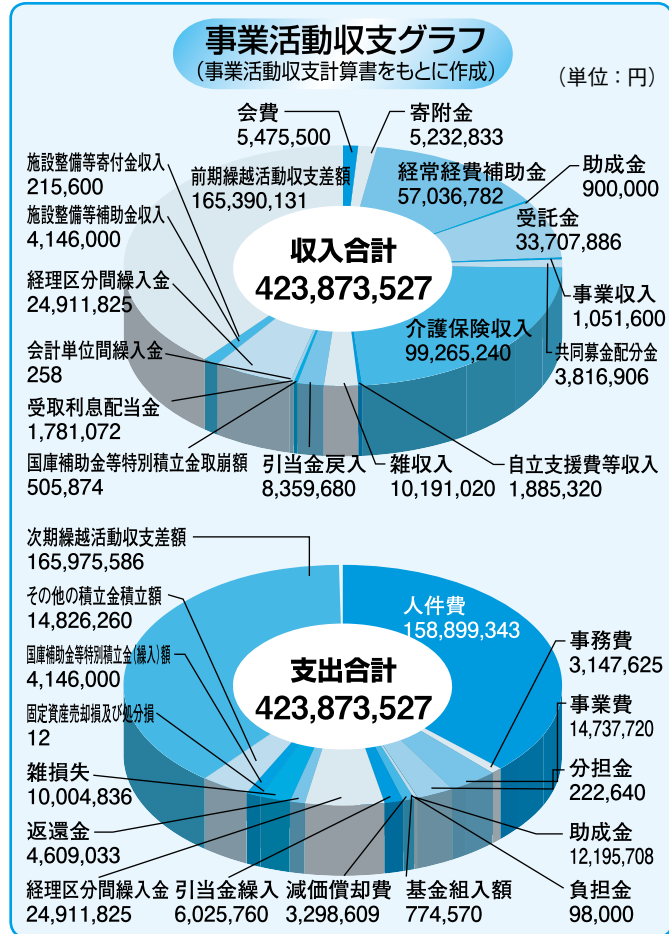 事業活動収支グラフ
(事業活動収支計算書をもとに作成)
(単位:円)
会費
5,475,500
寄附金
5,232,833
経常経費補助金
57,036,782
助成金
900,000
受託金
33,707,886
事業収入
1,051,600
共同募金配分金
3,816,906
介護保険収入
99,265,240
自立支援費等収入
1,885,320
雑収入
10,191,020
引当金戻入
8,359,680
国庫補助金等特別積立金取崩額
505,874
受取利息配当金
1,781,072
会計単位間繰入金
258
経理区分間繰入金
24,911,825
施設整備等補助金収入
4,146,000
施設整備等寄付金収入
215,600
前期繰越活動収支差額
165,390,131
収入合計
423,873,527
人件費
158,899,343
事務費
3,147,625
事業費
14,737,720
分担金
222,640
助成金
12,195,708
負担金
98,000
基金組入額
774,570
減価償却費
3,298,609
引当金繰入
6,025,760
経理区分間繰入金
24,911,825
返還金
4,609,033
雑損失
10,004,836
固定資産売却損及び処分損
12
国庫補助金等特別積立金(繰入)額
4,146,000
その他の積立金積立額
14,826,260
次期繰越活動収支差額
165,975,586
支出合計
423,873,527